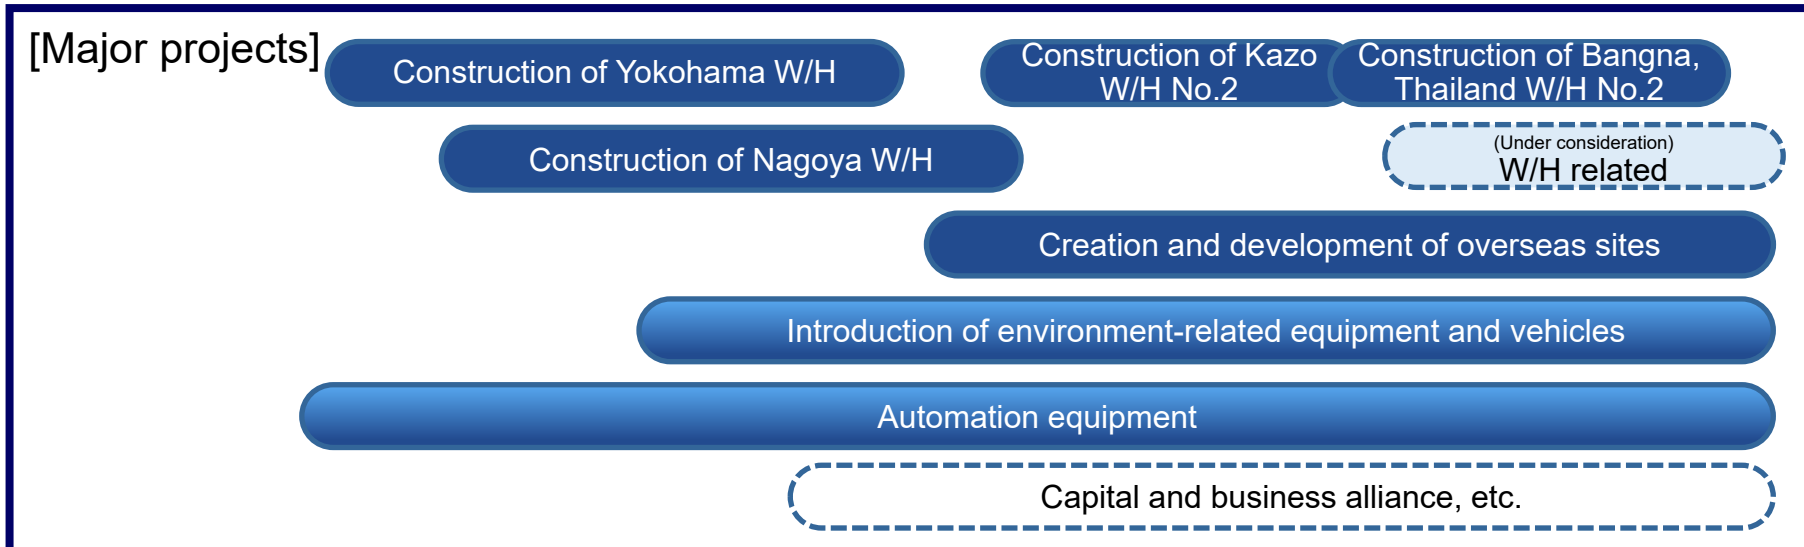 [Major projects]
Construction of Yokohama W/H
Construction of Kazo
W/H No.2
Construction of Bangna,
Thailand W/H No.2
Construction of Nagoya W/H
(Under consideration)
W/H related
Creation and development of overseas sites
Introduction of environment-related equipment and vehicles
Automation equipment
Capital and business alliance, etc.